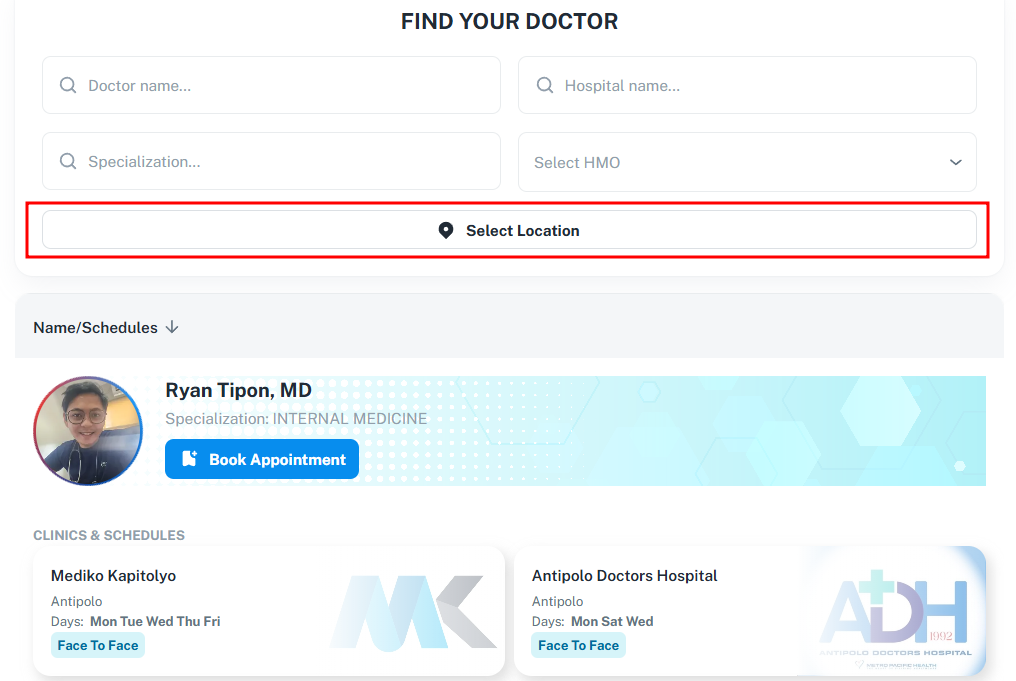 FIND YOUR DOCTOR
Doctor name...
Hospital name...
Specialization...
Select HMO
Select Location
Name/Schedules
Ryan Tipon, MD
Specialization: INTERNAL MEDICINE
Book Appointment
CLINICS & SCHEDULES
Mediko Kapitolyo
Antipolo
Days: Mon Tue Wed Thu Fri
Face To Face
MK
Antipolo Doctors Hospital
Antipolo
Days: Mon Sat Wed
Face To Face
ADH
1992
ANTIPOLO DOCTORS HOSPITAL
METRO PACIFIC HEALTH